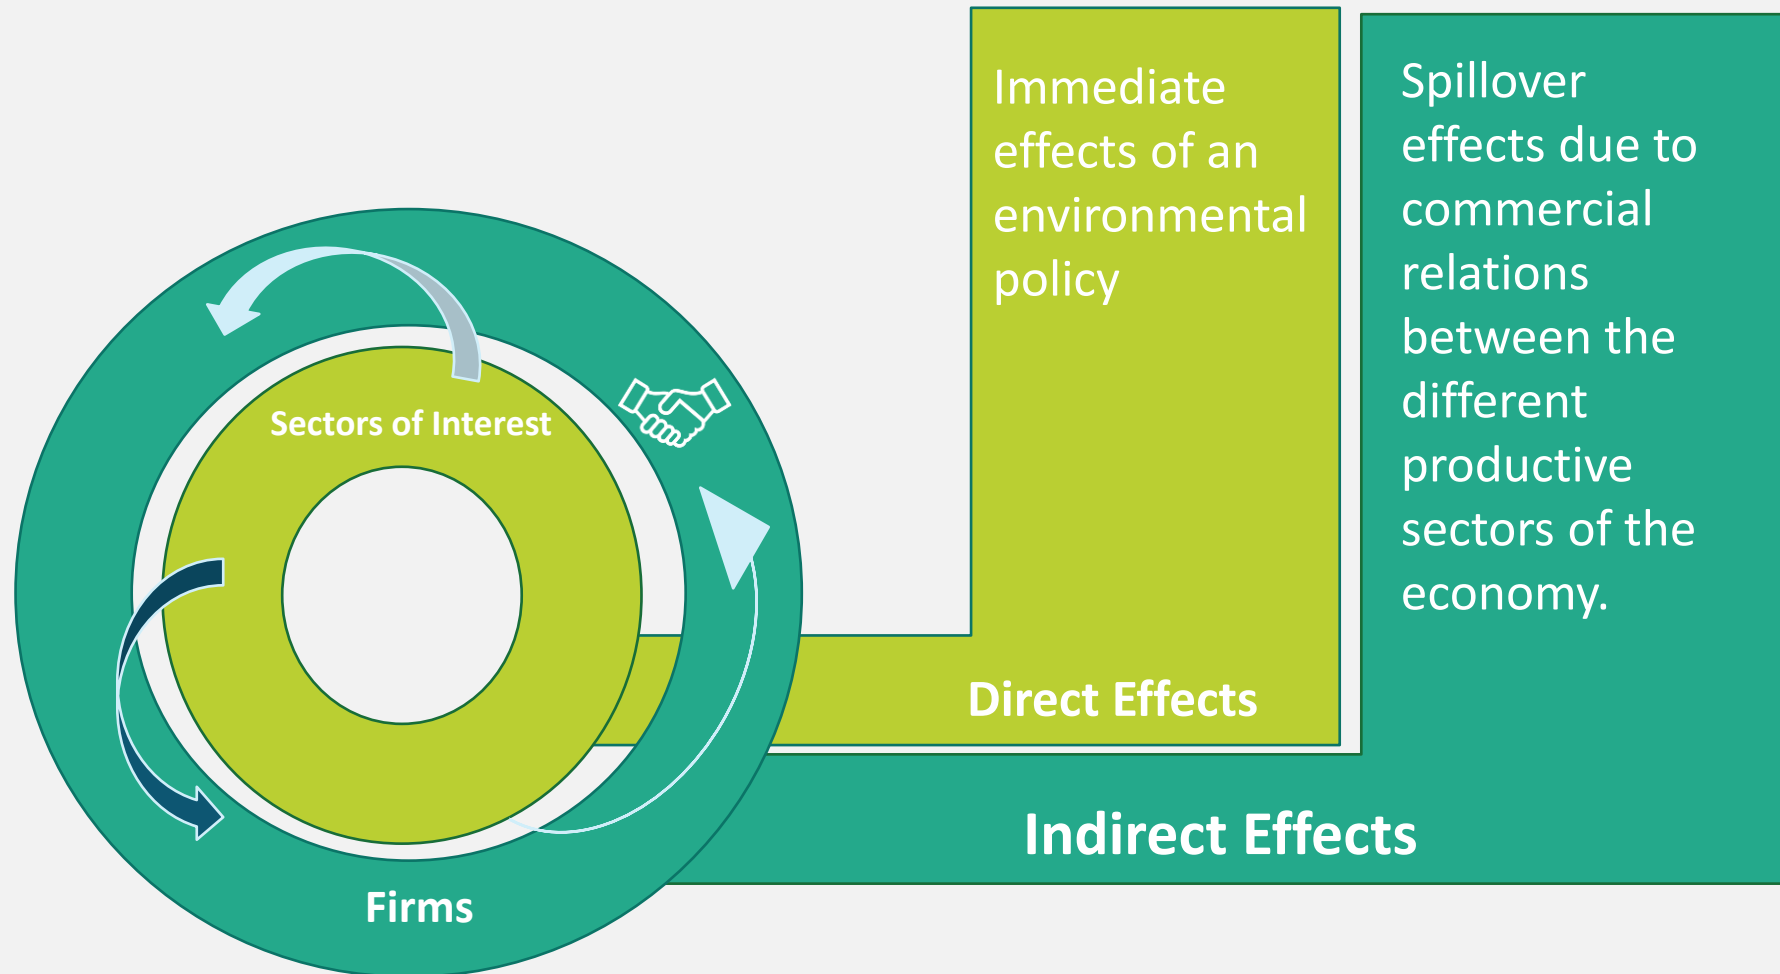 Immediate
effects of an
environmental
policy
Spillover
effects due to
commercial
relations
between the
different
productive
sectors of the
economy.
Sectors of Interest
Direct Effects
Indirect Effects
Firms